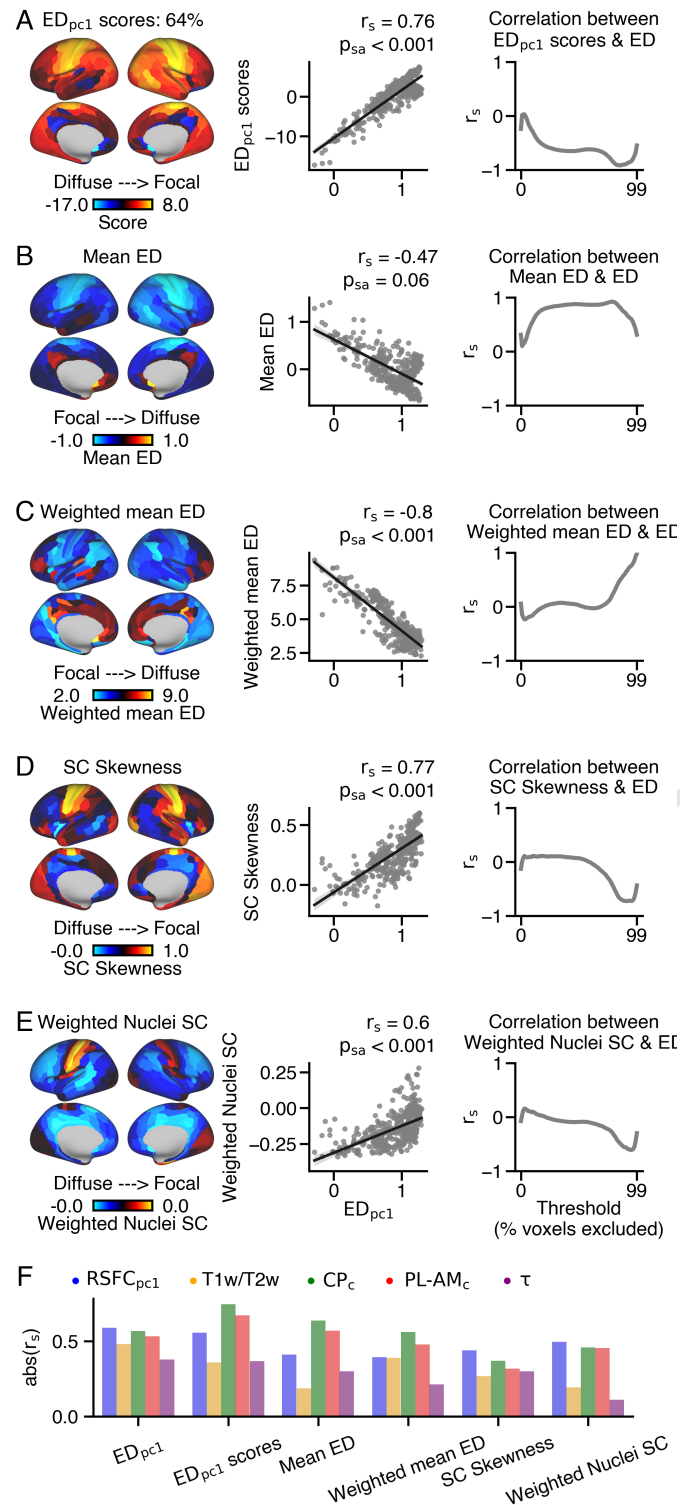 A
ED_pc1 scores: 64%
Diffuse ---> Focal
-17.0 8.0
Score
r_s = 0.76
p_sa < 0.001
ED_pc1 scores
0
−10
0 1
Correlation between
ED_pc1 scores & ED
r_s
1
−1
0 99
B
Mean ED
Focal ---> Diffuse
-1.0 1.0
Mean ED
r_s = -0.47
p_sa = 0.06
Mean ED
1
0
0 1
Correlation between
Mean ED & ED
r_s
1
0
−1
0 99
C
Weighted mean ED
Focal ---> Diffuse
2.0 9.0
Weighted mean ED
r_s = -0.8
p_sa < 0.001
Weighted mean ED
7.5
5.0
2.5
0 1
Correlation between
Weighted mean ED & ED
r_s
1
0
−1
0 99
D
SC Skewness
Diffuse ---> Focal
-0.0 1.0
SC Skewness
r_s = 0.77
p_sa < 0.001
SC Skewness
0.5
0.0
0 1
Correlation between
SC Skewness & ED
r_s
1
0
−1
0 99
E
Weighted Nuclei SC
Diffuse ---> Focal
-0.0 0.0
Weighted Nuclei SC
r_s = 0.6
p_sa < 0.001
Weighted Nuclei SC
0.25
0.00
−0.25
0 1
ED_pc1
Correlation between
Weighted Nuclei SC & ED
r_s
1
0
−1
0 99
Threshold
(% voxels excluded)
F
RSFC_pc1 T1w/T2w CP_c PL-AM_c τ
abs(r_s)
0.5
0.0
ED_pc1
ED_pc1 scores
Mean ED
Weighted mean ED
SC Skewness
Weighted Nuclei SC